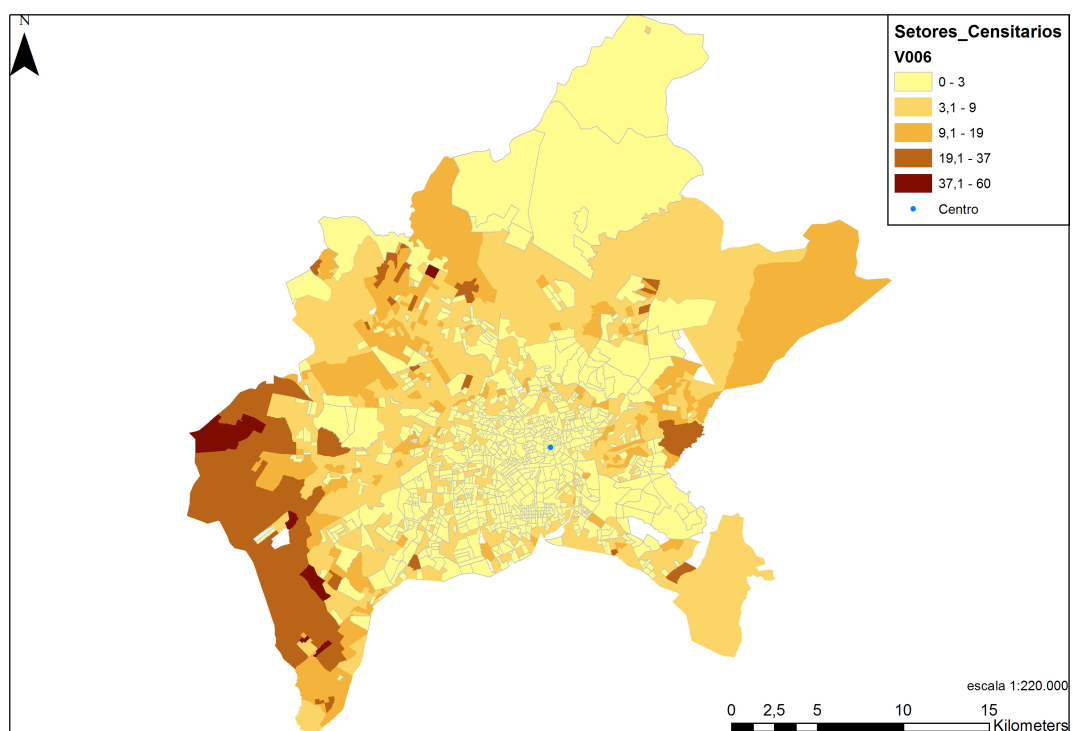 N
Setores_Censitarios
V006
0 - 3
3,1 - 9
9,1 - 19
19,1 - 37
37,1 - 60
Centro
escala 1:220.000
0 2,5 5 10 15
Kilometers